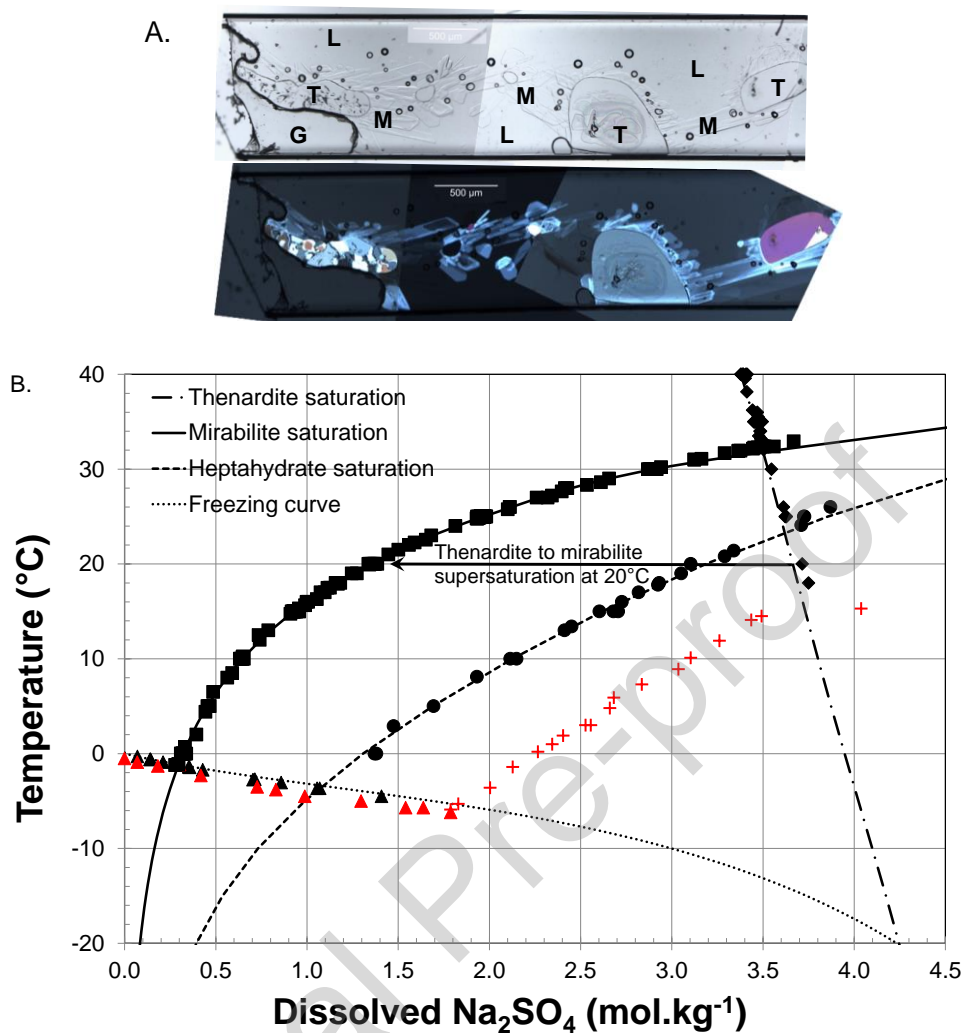 A.
L
500 µm
L
T
M
T
M
M
G
L
T
500 µm
B.
40
Thenardite saturation
Mirabilite saturation
30
Heptahydrate saturation
Freezing curve
Thenardite to mirabilite
20
supersaturation at 20°C
10
0
-10
-20
Temperature (°C)
0.0 0.5 1.0 1.5 2.0 2.5 3.0 3.5 4.0 4.5
Dissolved Na₂SO₄ (mol.kg⁻¹)
al Pre-proof